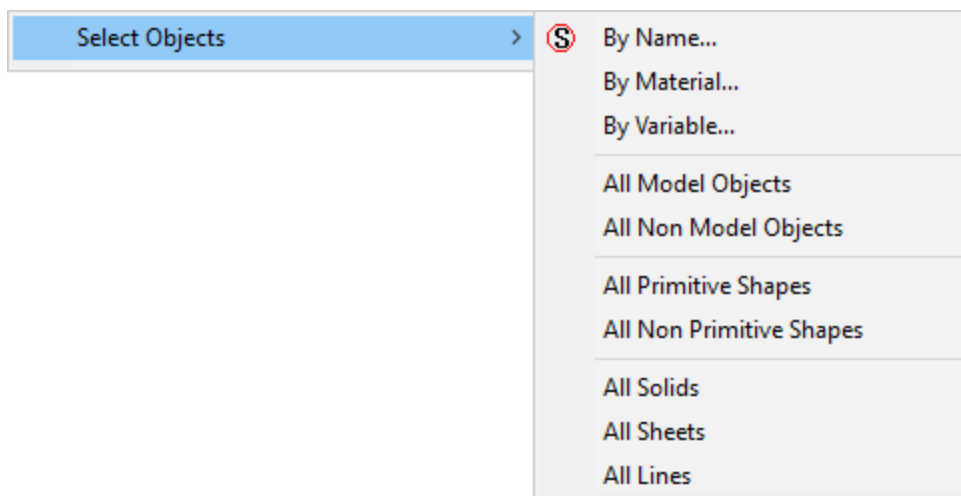 Select Objects
By Name...
By Material...
By Variable...
All Model Objects
All Non Model Objects
All Primitive Shapes
All Non Primitive Shapes
All Solids
All Sheets
All Lines